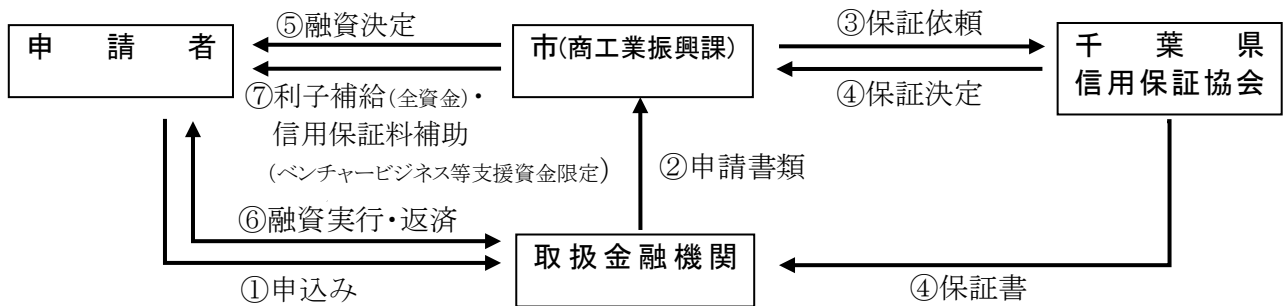 申請者
⑤融資決定
市(商工業振興課)
③保証依頼
千葉県
信用保証協会
④保証決定
⑦利子補給(全資金)・
信用保証料補助
(ベンチャービジネス等支援資金限定)
②申請書類
⑥融資実行・返済
取扱金融機関
①申込み
④保証書